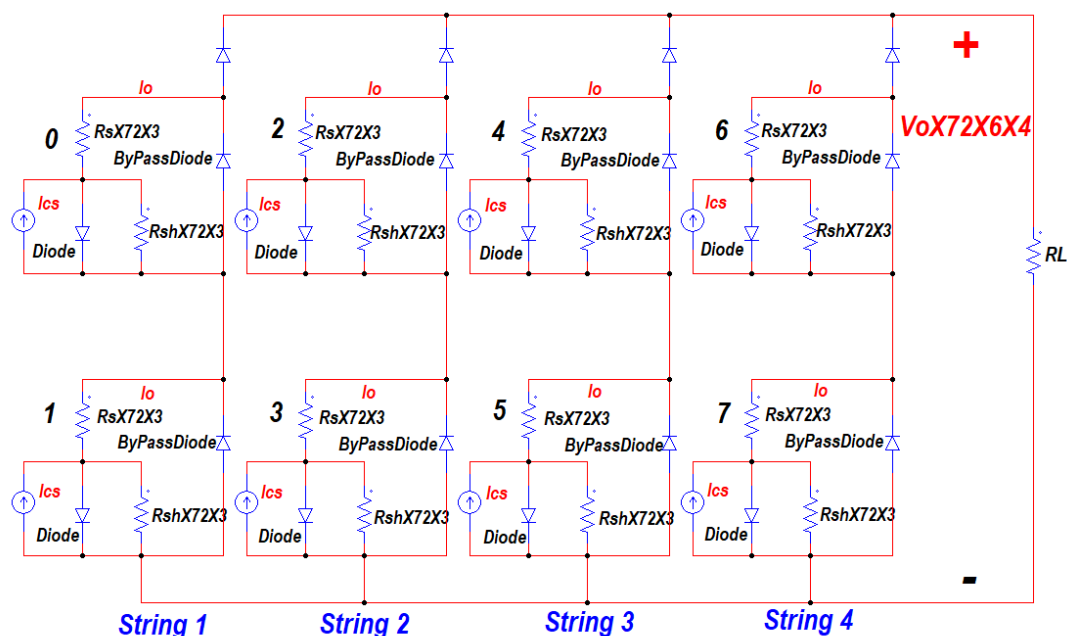 +
Io Io Io Io
0 RsX72X3 2 RsX72X3 4 RsX72X3 6 RsX72X3 VoX72X6X4
ByPassDiode ByPassDiode ByPassDiode ByPassDiode
Ics Ics Ics Ics
Diode RshX72X3 Diode RshX72X3 Diode RshX72X3 Diode RshX72X3 RL
Io Io Io Io
1 RsX72X3 3 RsX72X3 5 RsX72X3 7 RsX72X3
ByPassDiode ByPassDiode ByPassDiode ByPassDiode
Ics Ics Ics Ics
Diode RshX72X3 Diode RshX72X3 Diode RshX72X3 Diode RshX72X3
-
String 1 String 2 String 3 String 4